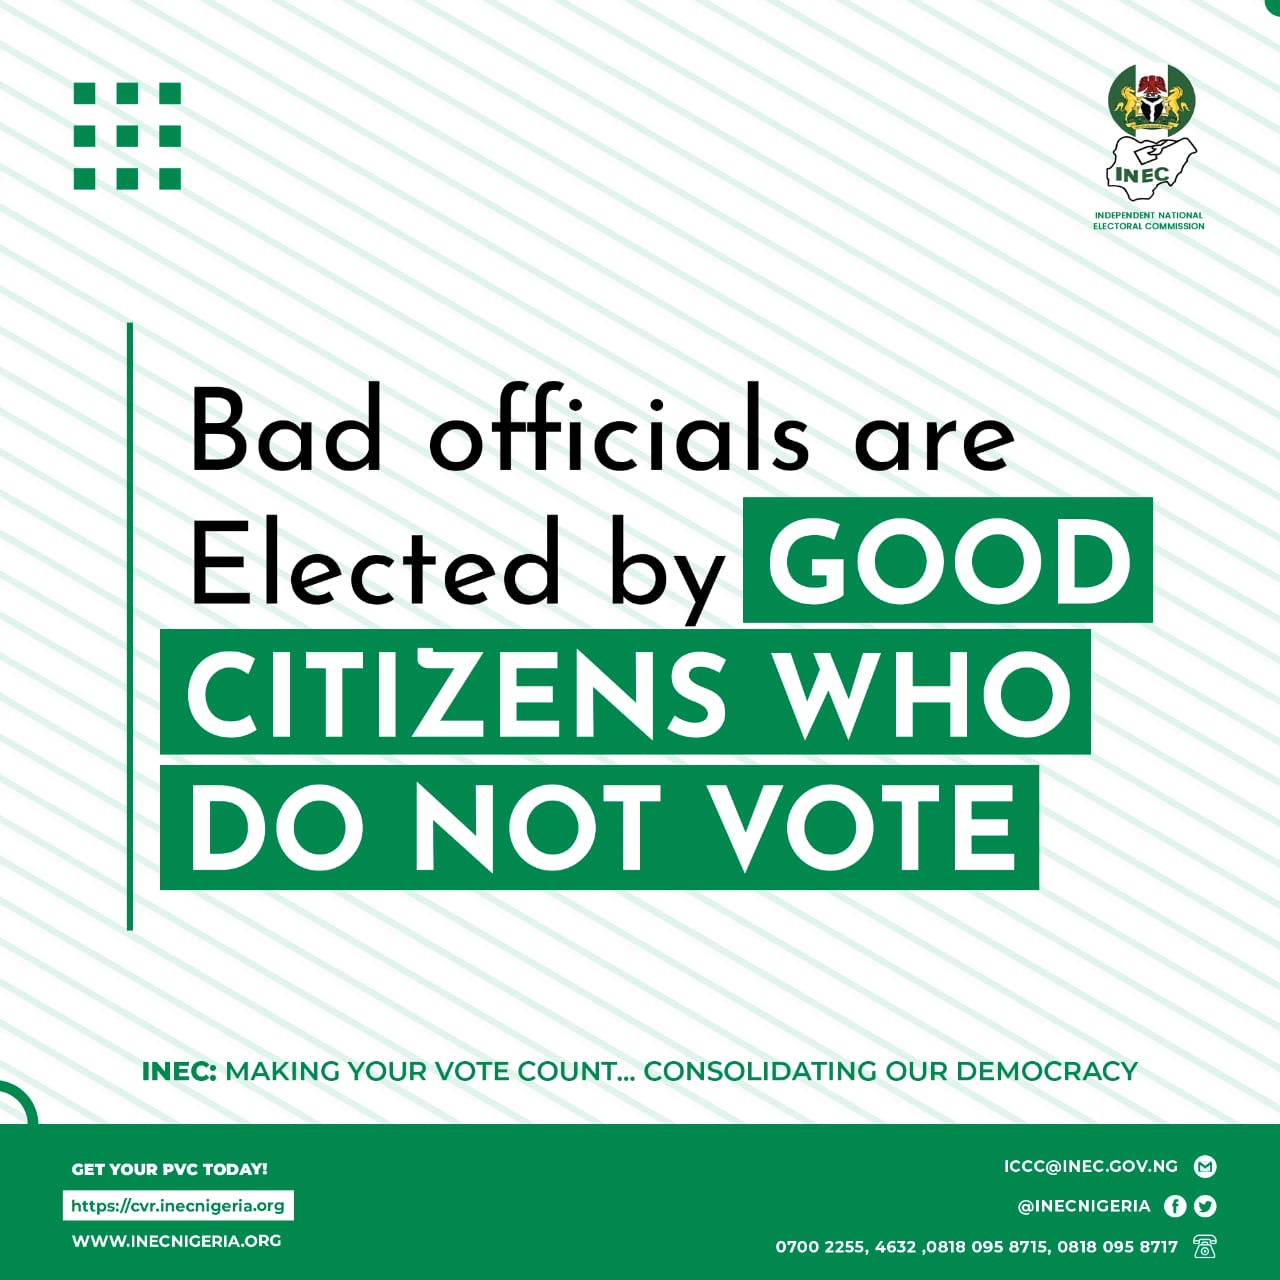 INEC
INDEPENDENT NATIONAL
ELECTORAL COMMISSION
Bad officials are
Elected by GOOD
CITIZENS WHO
DO NOT VOTE
INEC: MAKING YOUR VOTE COUNT... CONSOLIDATING OUR DEMOCRACY
GET YOUR PVC TODAY!
https://cvr.inecnigeria.org
WWW.INECNIGERIA.ORG
ICCC@INEC.GOV.NG
@INECNIGERIA
0700 2255, 4632 ,0818 095 8715, 0818 095 8717